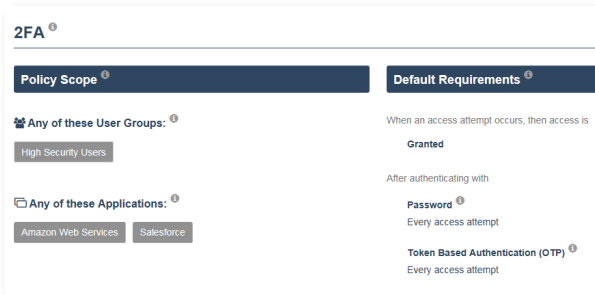 2FA
Policy Scope
Any of these User Groups:
High Security Users
Any of these Applications:
Amazon Web Services
Salesforce
Default Requirements
When an access attempt occurs, then access is
Granted
After authenticating with
Password
Every access attempt
Token Based Authentication (OTP)
Every access attempt